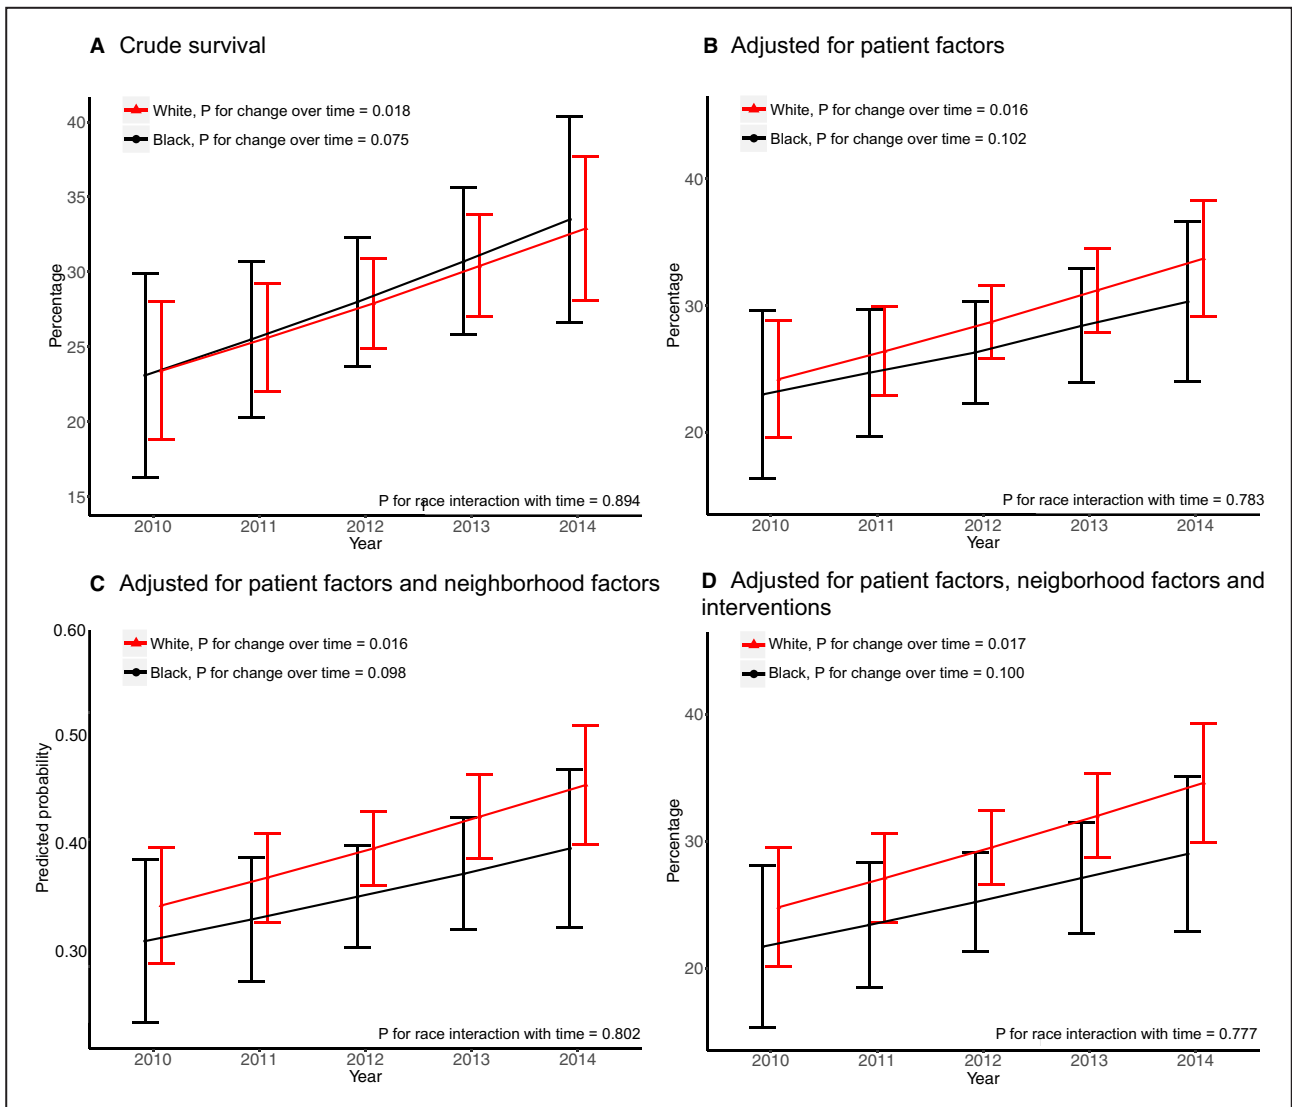 A Crude survival
White, P for change over time = 0.018
Black, P for change over time = 0.075
40
35
30
25
20
15
Percentage
P for race interaction with time = 0.894
2010 2011 2012 2013 2014
Year
B Adjusted for patient factors
White, P for change over time = 0.016
Black, P for change over time = 0.102
40
30
20
Percentage
P for race interaction with time = 0.783
2010 2011 2012 2013 2014
Year
C Adjusted for patient factors and neighborhood factors
0.60
White, P for change over time = 0.016
Black, P for change over time = 0.098
0.50
0.40
0.30
Predicted probability
P for race interaction with time = 0.802
2010 2011 2012 2013 2014
Year
D Adjusted for patient factors, neigborhood factors and
interventions
White, P for change over time = 0.017
Black, P for change over time = 0.100
40
30
20
Percentage
P for race interaction with time = 0.777
2010 2011 2012 2013 2014
Year